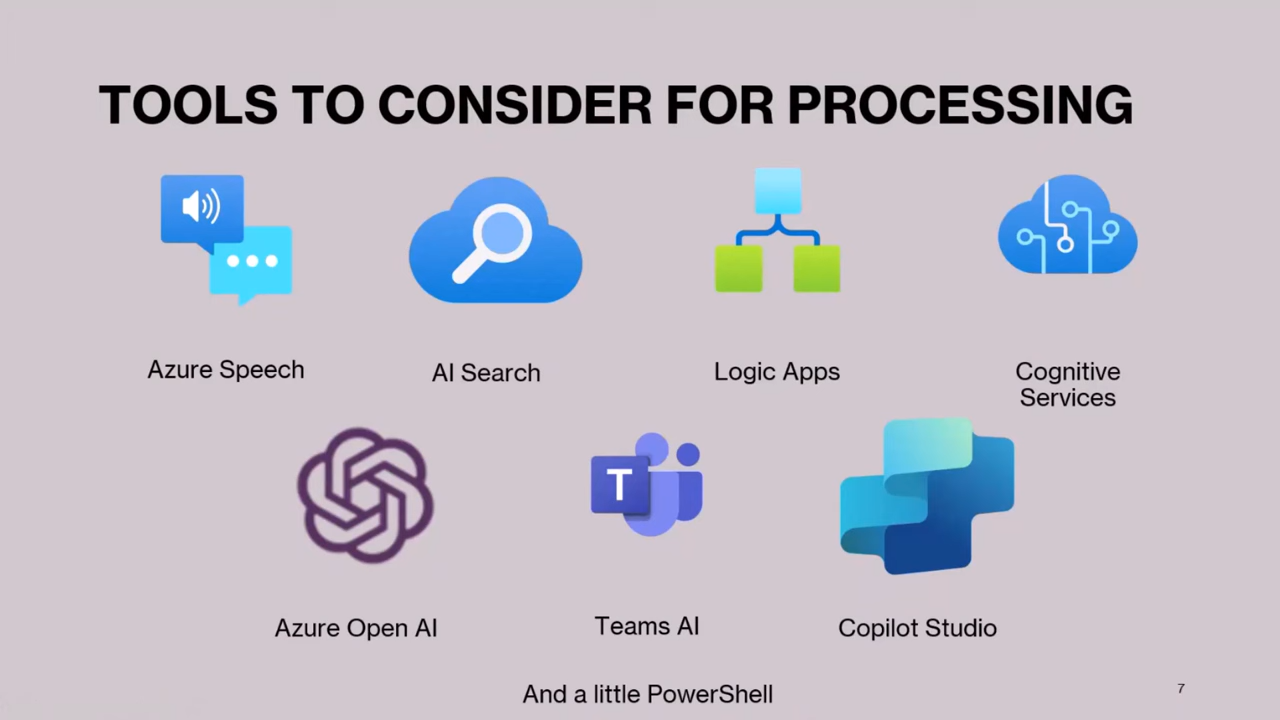 TOOLS TO CONSIDER FOR PROCESSING
Azure Speech
AI Search
Logic Apps
Cognitive
Services
T
Azure Open AI
Teams AI
Copilot Studio
And a little PowerShell
7